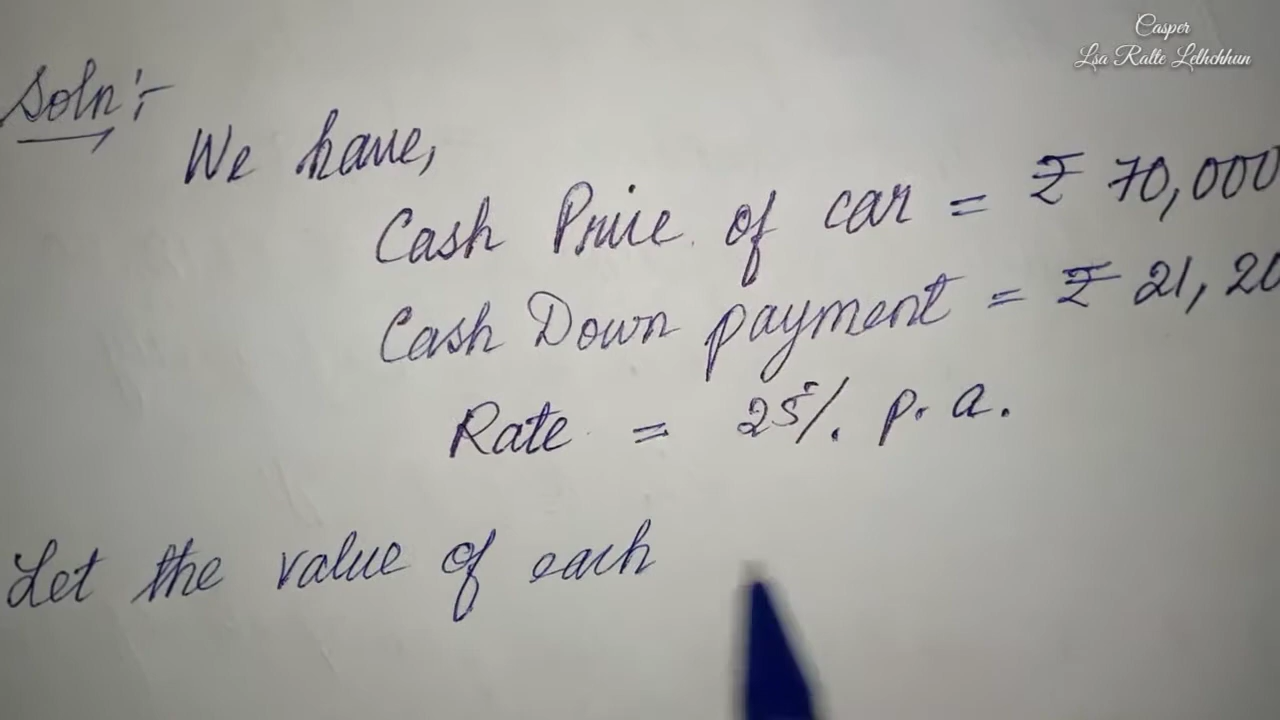 Casper
Lsa Ralte Lelhchhun
Soln:-
We have,
Cash Price of car = ₹ 70,000
Cash Down payment = ₹ 21,20
Rate = 25% p. a.
Let the value of each